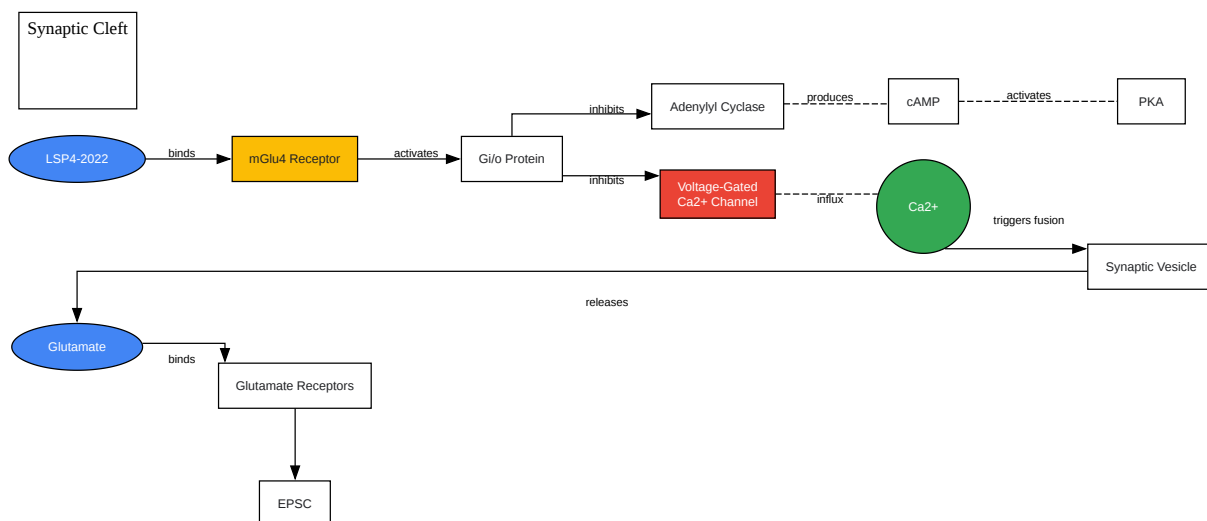 Synaptic Cleft
Adenylyl Cyclase
produces
cAMP
activates
PKA
inhibits
LSP4-2022
binds
mGlu4 Receptor
activates
Gi/o Protein
inhibits
Voltage-Gated
Ca2+ Channel
influx
Ca2+
triggers fusion
Synaptic Vesicle
releases
Glutamate
binds
Glutamate Receptors
EPSC